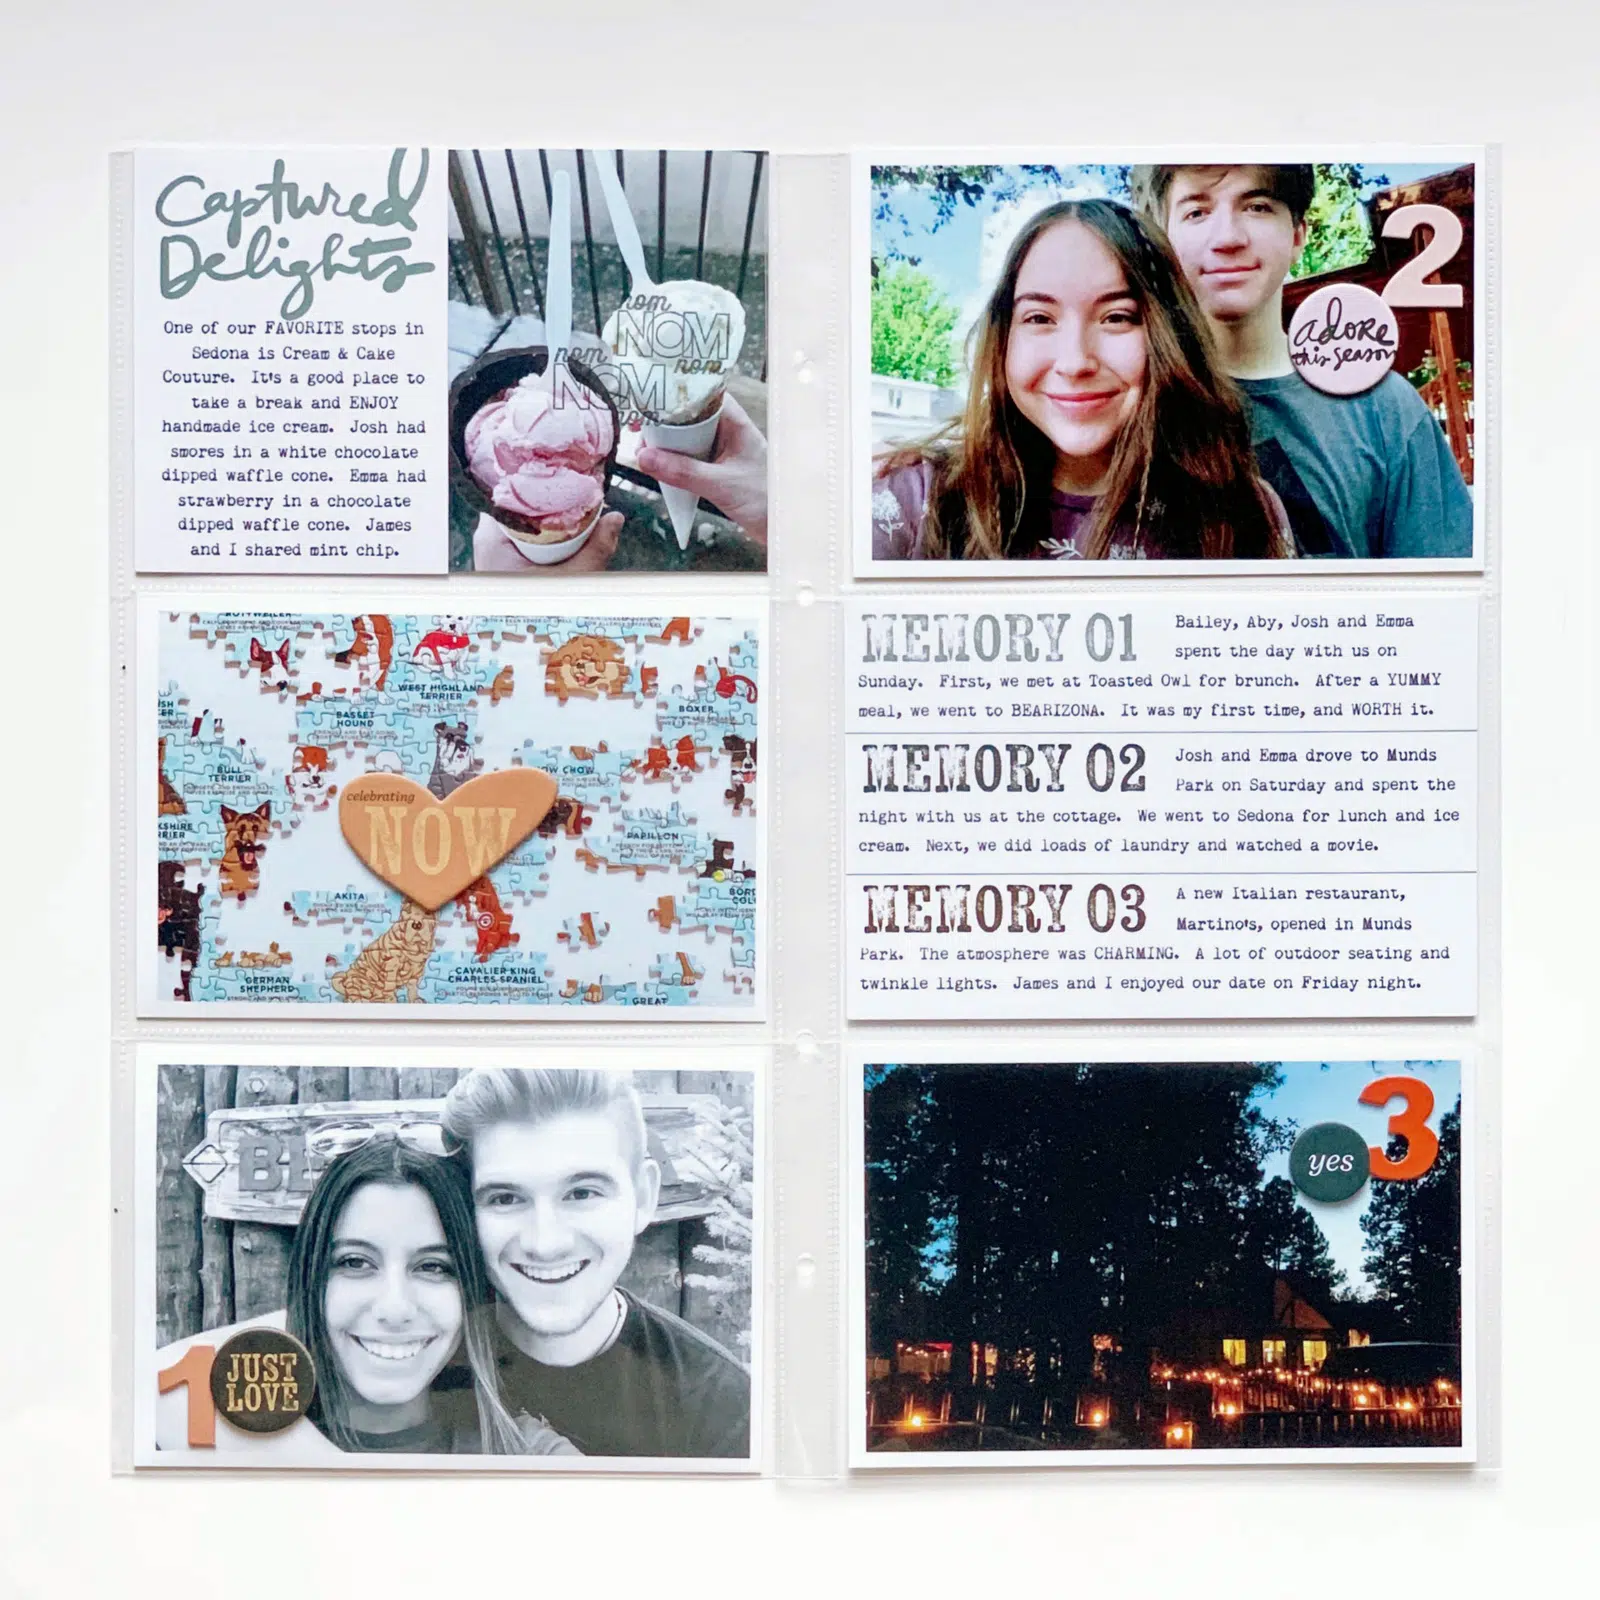 Captured
Delights
One of our FAVORITE stops in
Sedona is Cream & Cake
Couture. It's a good place to
take a break and ENJOY
handmade ice cream. Josh had
smores in a white chocolate
dipped waffle cone. Emma had
strawberry in a chocolate
dipped waffle cone. James
and I shared mint chip.
nom
NOM
nom
nom
NOM
nom
2
adore
this season
ROTTWEILER
WEST HIGHLAND
TERRIER
BASSET
HOUND
BOXER
BULL
TERRIER
CHOW
celebrating
NOW
PAPILLON
AKITA
GERMAN
SHEPHERD
CAVALIER KING
CHARLES SPANIEL
GREAT
MEMORY 01 Bailey, Aby, Josh and Emma
spent the day with us on
Sunday. First, we met at Toasted Owl for brunch. After a YUMMY
meal, we went to BEARIZONA. It was my first time, and WORTH it.
MEMORY 02 Josh and Emma drove to Munds
Park on Saturday and spent the
night with us at the cottage. We went to Sedona for lunch and ice
cream. Next, we did loads of laundry and watched a movie.
MEMORY 03 A new Italian restaurant,
Martino's, opened in Munds
Park. The atmosphere was CHARMING. A lot of outdoor seating and
twinkle lights. James and I enjoyed our date on Friday night.
BE A
1
JUST
LOVE
3
yes